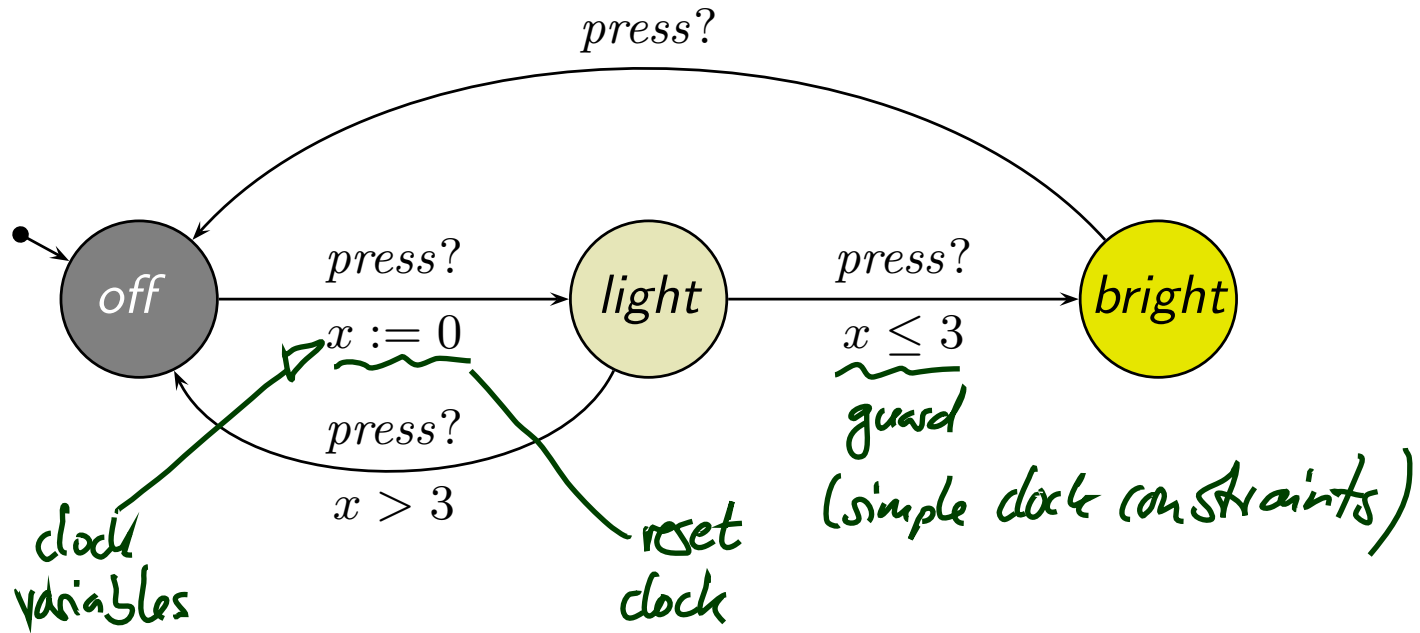 press?
off
press?
x := 0
light
press?
x ≤ 3
bright
guard
(simple clock constraints)
press?
x > 3
clock
variables
reset
clock